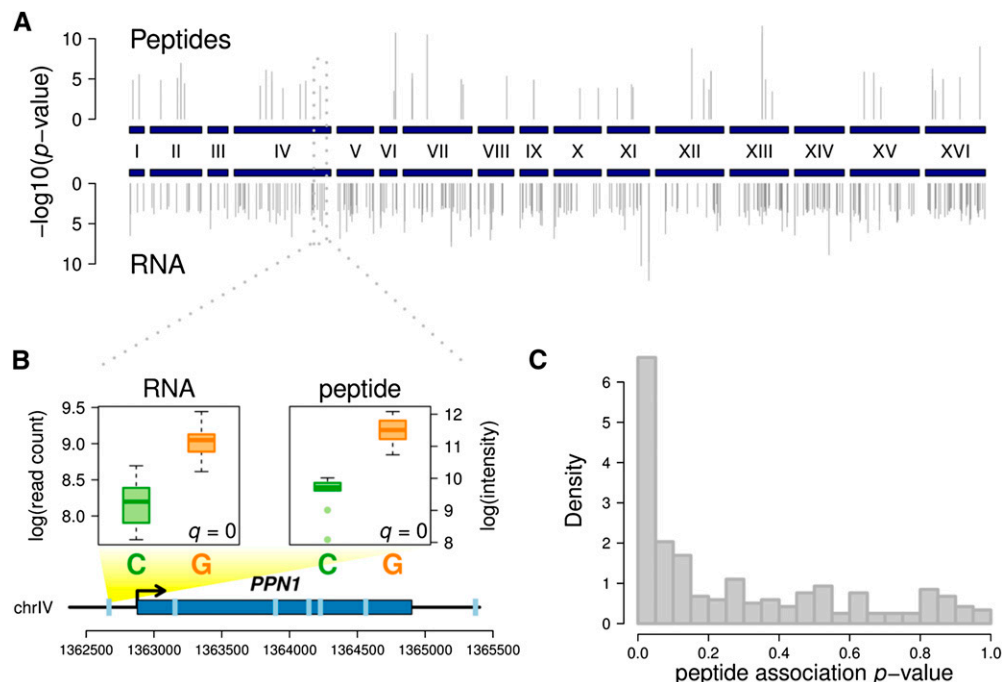 A
Peptides
10
5
0
−log10(p−value)
I II III IV V VI VII VIII IX X XI XII XIII XIV XV XVI
0
5
10
RNA
B
RNA
peptide
9.5
9.0
8.5
8.0
log(read count)
12
11
10
9
8
log(intensity)
q = 0
q = 0
C G C G
PPN1
chrIV
1362500 1363000 1363500 1364000 1364500 1365000 1365500
C
6
5
4
3
2
1
0
Density
0.0 0.2 0.4 0.6 0.8 1.0
peptide association p−value